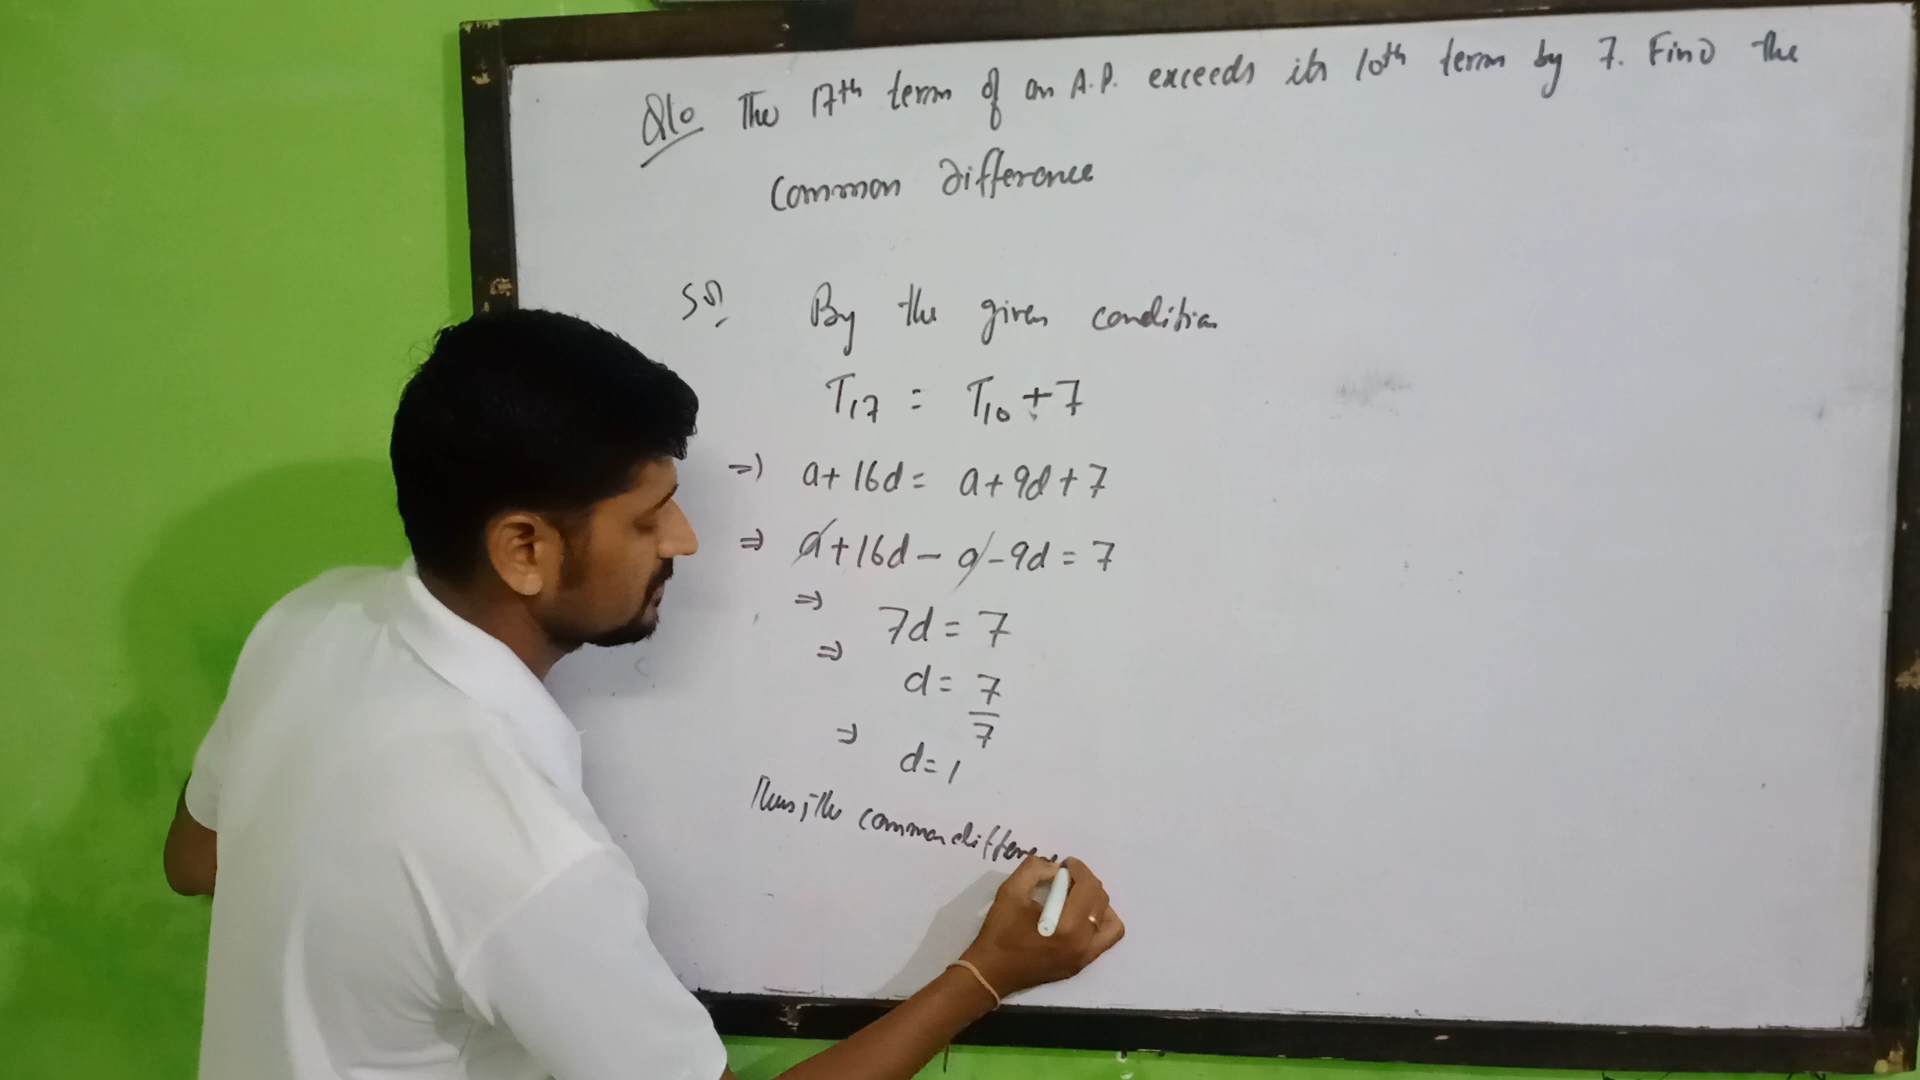 Q10 The 17th term of an A.P. exceeds its 10th term by 7. Find the
Common Difference
Sol. By the given condition
T17 = T10 + 7
⇒ a + 16d = a + 9d + 7
⇒ a + 16d - a - 9d = 7
⇒ 7d = 7
⇒ d = 7/7
⇒ d = 1
Thus, the common difference